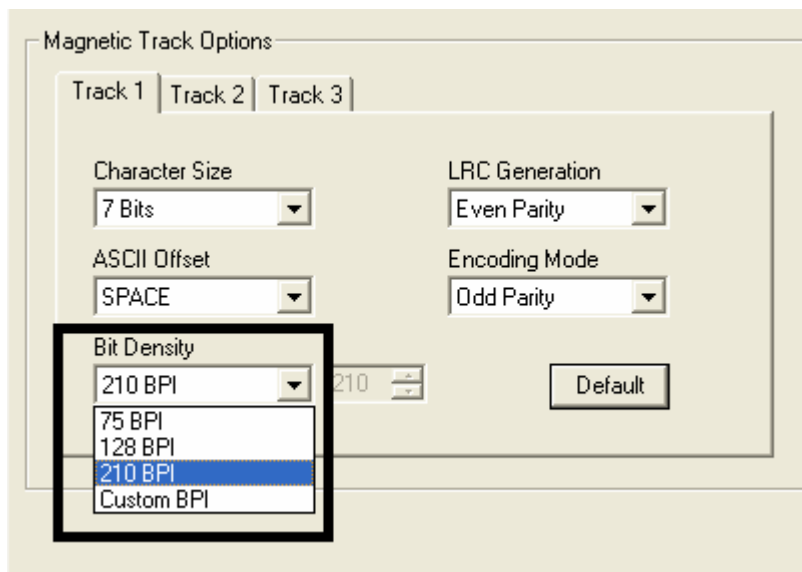 Magnetic Track Options
Track 1 Track 2 Track 3
Character Size LRC Generation
7 Bits Even Parity
ASCII Offset Encoding Mode
SPACE Odd Parity
Bit Density
210 BPI 210 Default
75 BPI
128 BPI
210 BPI
Custom BPI